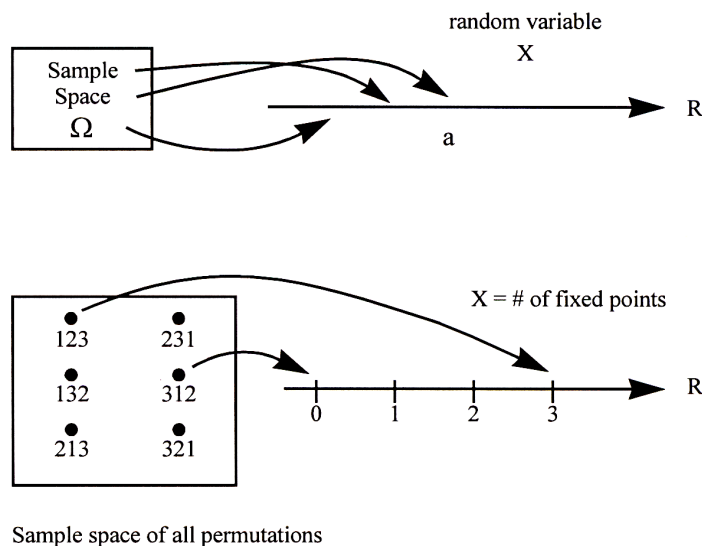 random variable
X
Sample
Space
Ω
R
a
X = # of fixed points
123 231
132 312
213 321
R
0 1 2 3
Sample space of all permutations